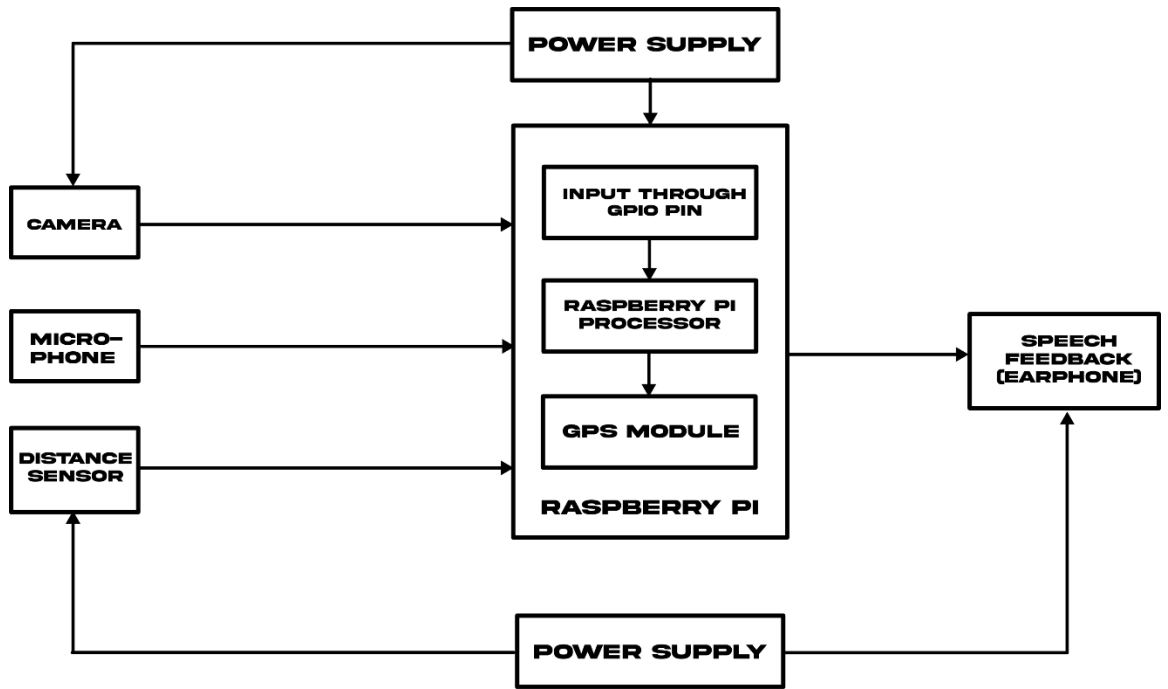 POWER SUPPLY
CAMERA
MICRO-
PHONE
DISTANCE
SENSOR
INPUT THROUGH
GPIO PIN
RASPBERRY PI
PROCESSOR
GPS MODULE
RASPBERRY PI
SPEECH
FEEDBACK
(EARPHONE)
POWER SUPPLY